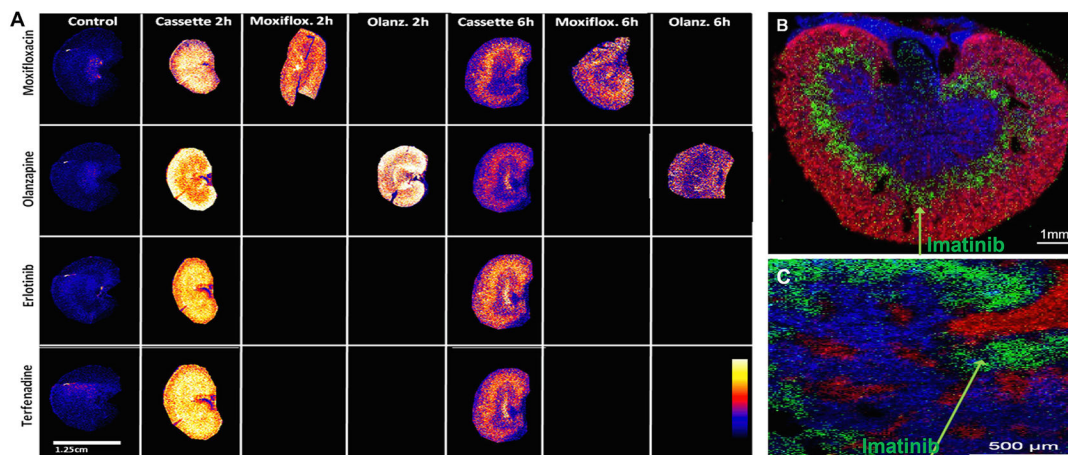 A
Control Cassette 2h Moxiflox. 2h Olanz. 2h Cassette 6h Moxiflox. 6h Olanz. 6h
Moxifloxacin
Olanzapine
Erlotinib
Terfenadine
1.25cm
B
Imatinib
1mm
C
Imatinib
500 µm